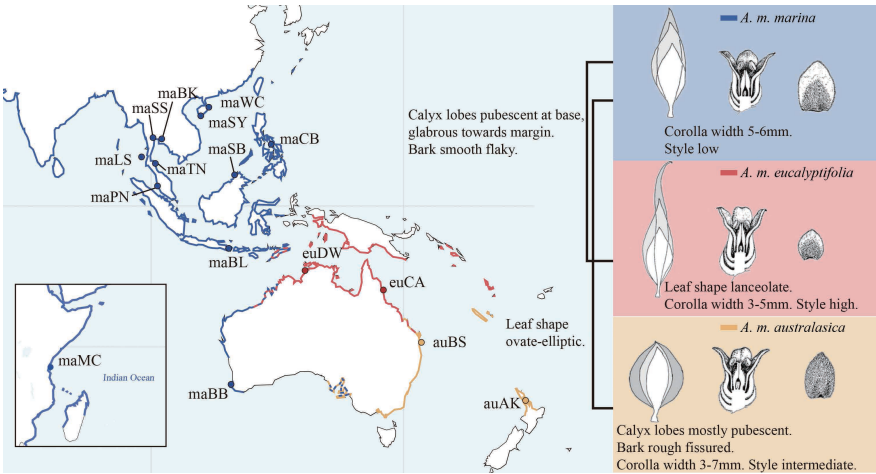 A. m. marina
maBK
maSS
maWC
maSY
maCB
maSB
maLS
maTN
maPN
Calyx lobes pubescent at base,
glabrous towards margin.
Bark smooth flaky.
Corolla width 5-6mm.
Style low
A. m. eucalyptifolia
maBL
euDW
euCA
Leaf shape lanceolate.
Corolla width 3-5mm. Style high.
Leaf shape
ovate-elliptic.
A. m. australasica
auBS
maMC
Indian Ocean
maBB
auAK
Calyx lobes mostly pubescent.
Bark rough fissured.
Corolla width 3-7mm. Style intermediate.